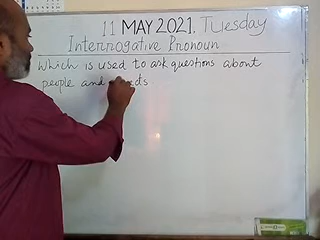 11 MAY 2021, Tuesday
Interrogative Pronoun
Which is used to ask questions about
people and